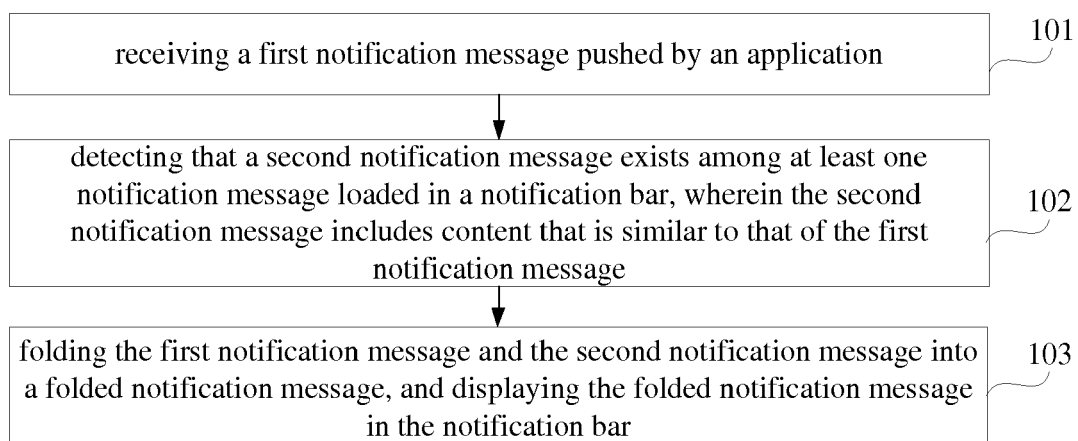 receiving a first notification message pushed by an application
101
detecting that a second notification message exists among at least one
notification message loaded in a notification bar, wherein the second
notification message includes content that is similar to that of the first
notification message
102
folding the first notification message and the second notification message into
a folded notification message, and displaying the folded notification message
in the notification bar
103